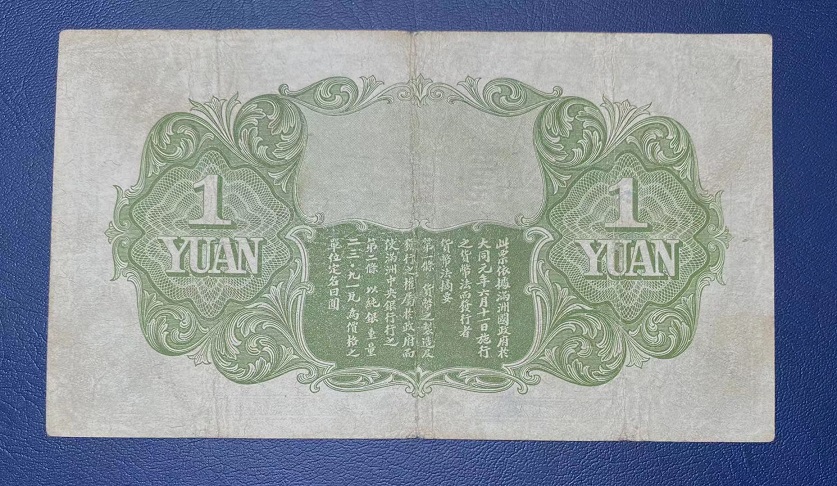 1
YUAN
此票依據滿洲國政府於
大同元年六月十一日施行
之貨幣法而發行者
貨幣法摘要
第一條 貨幣之製造及
發行之權屬於政府而
使滿洲中央銀行行之
第二條 以純銀重量
二三·九一瓦為價格之
單位定名曰圓
1
YUAN